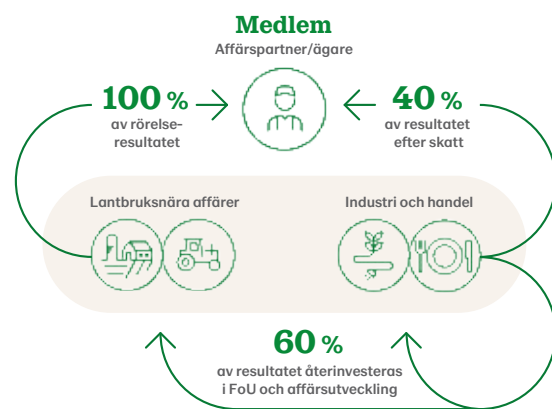 Medlem
Affärspartner/ägare
100 %
av rörelse-
resultatet
40 %
av resultatet
efter skatt
Lantbruksnära affärer
Industri och handel
60 %
av resultatet återinvesteras
i FoU och affärsutveckling